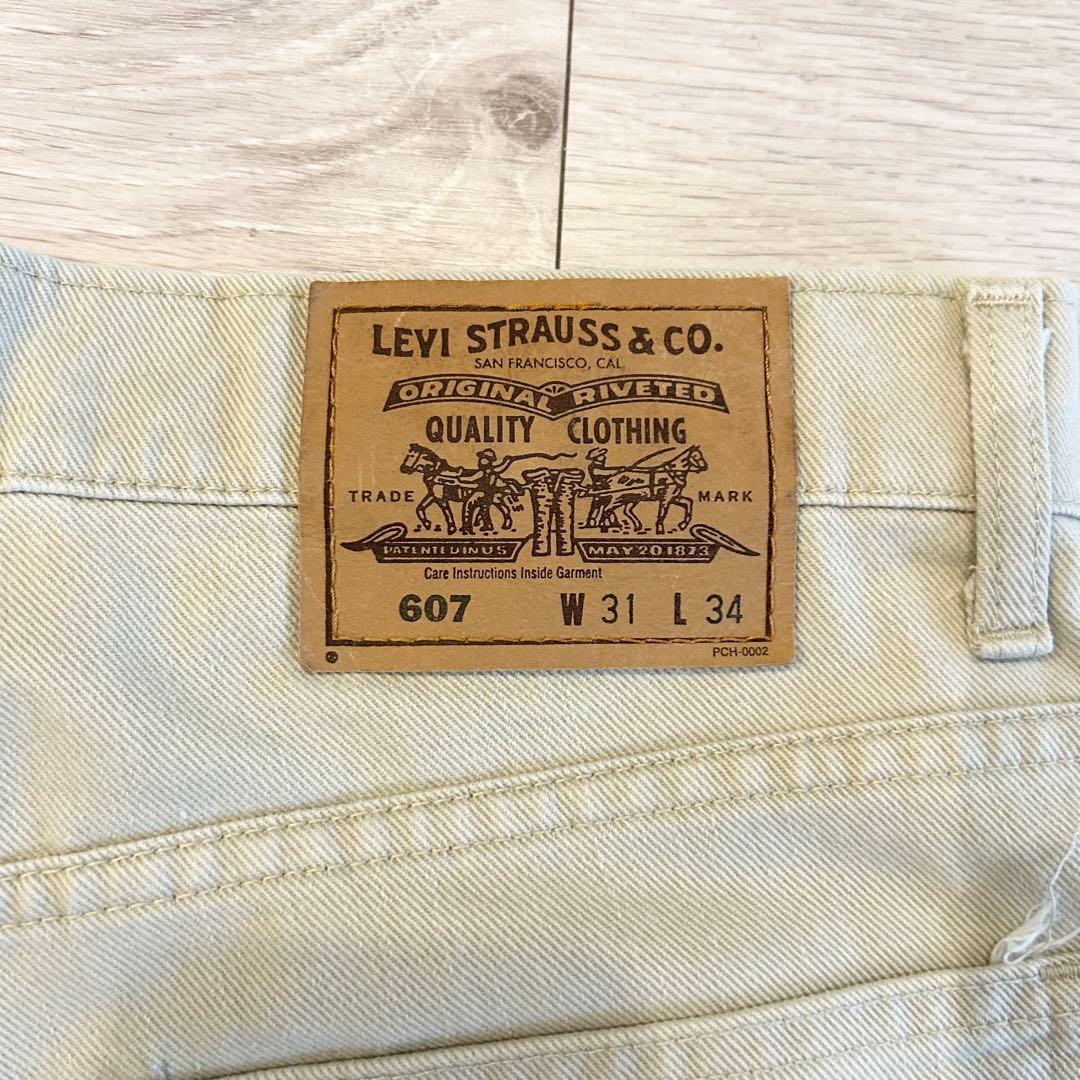 LEVI STRAUSS & CO.
SAN FRANCISCO, CAL.
ORIGINAL RIVETED
QUALITY CLOTHING
TRADE MARK
PATENTED IN U S MAY 20 1873
Care Instructions Inside Garment
607 W 31 L 34
PCH-0002